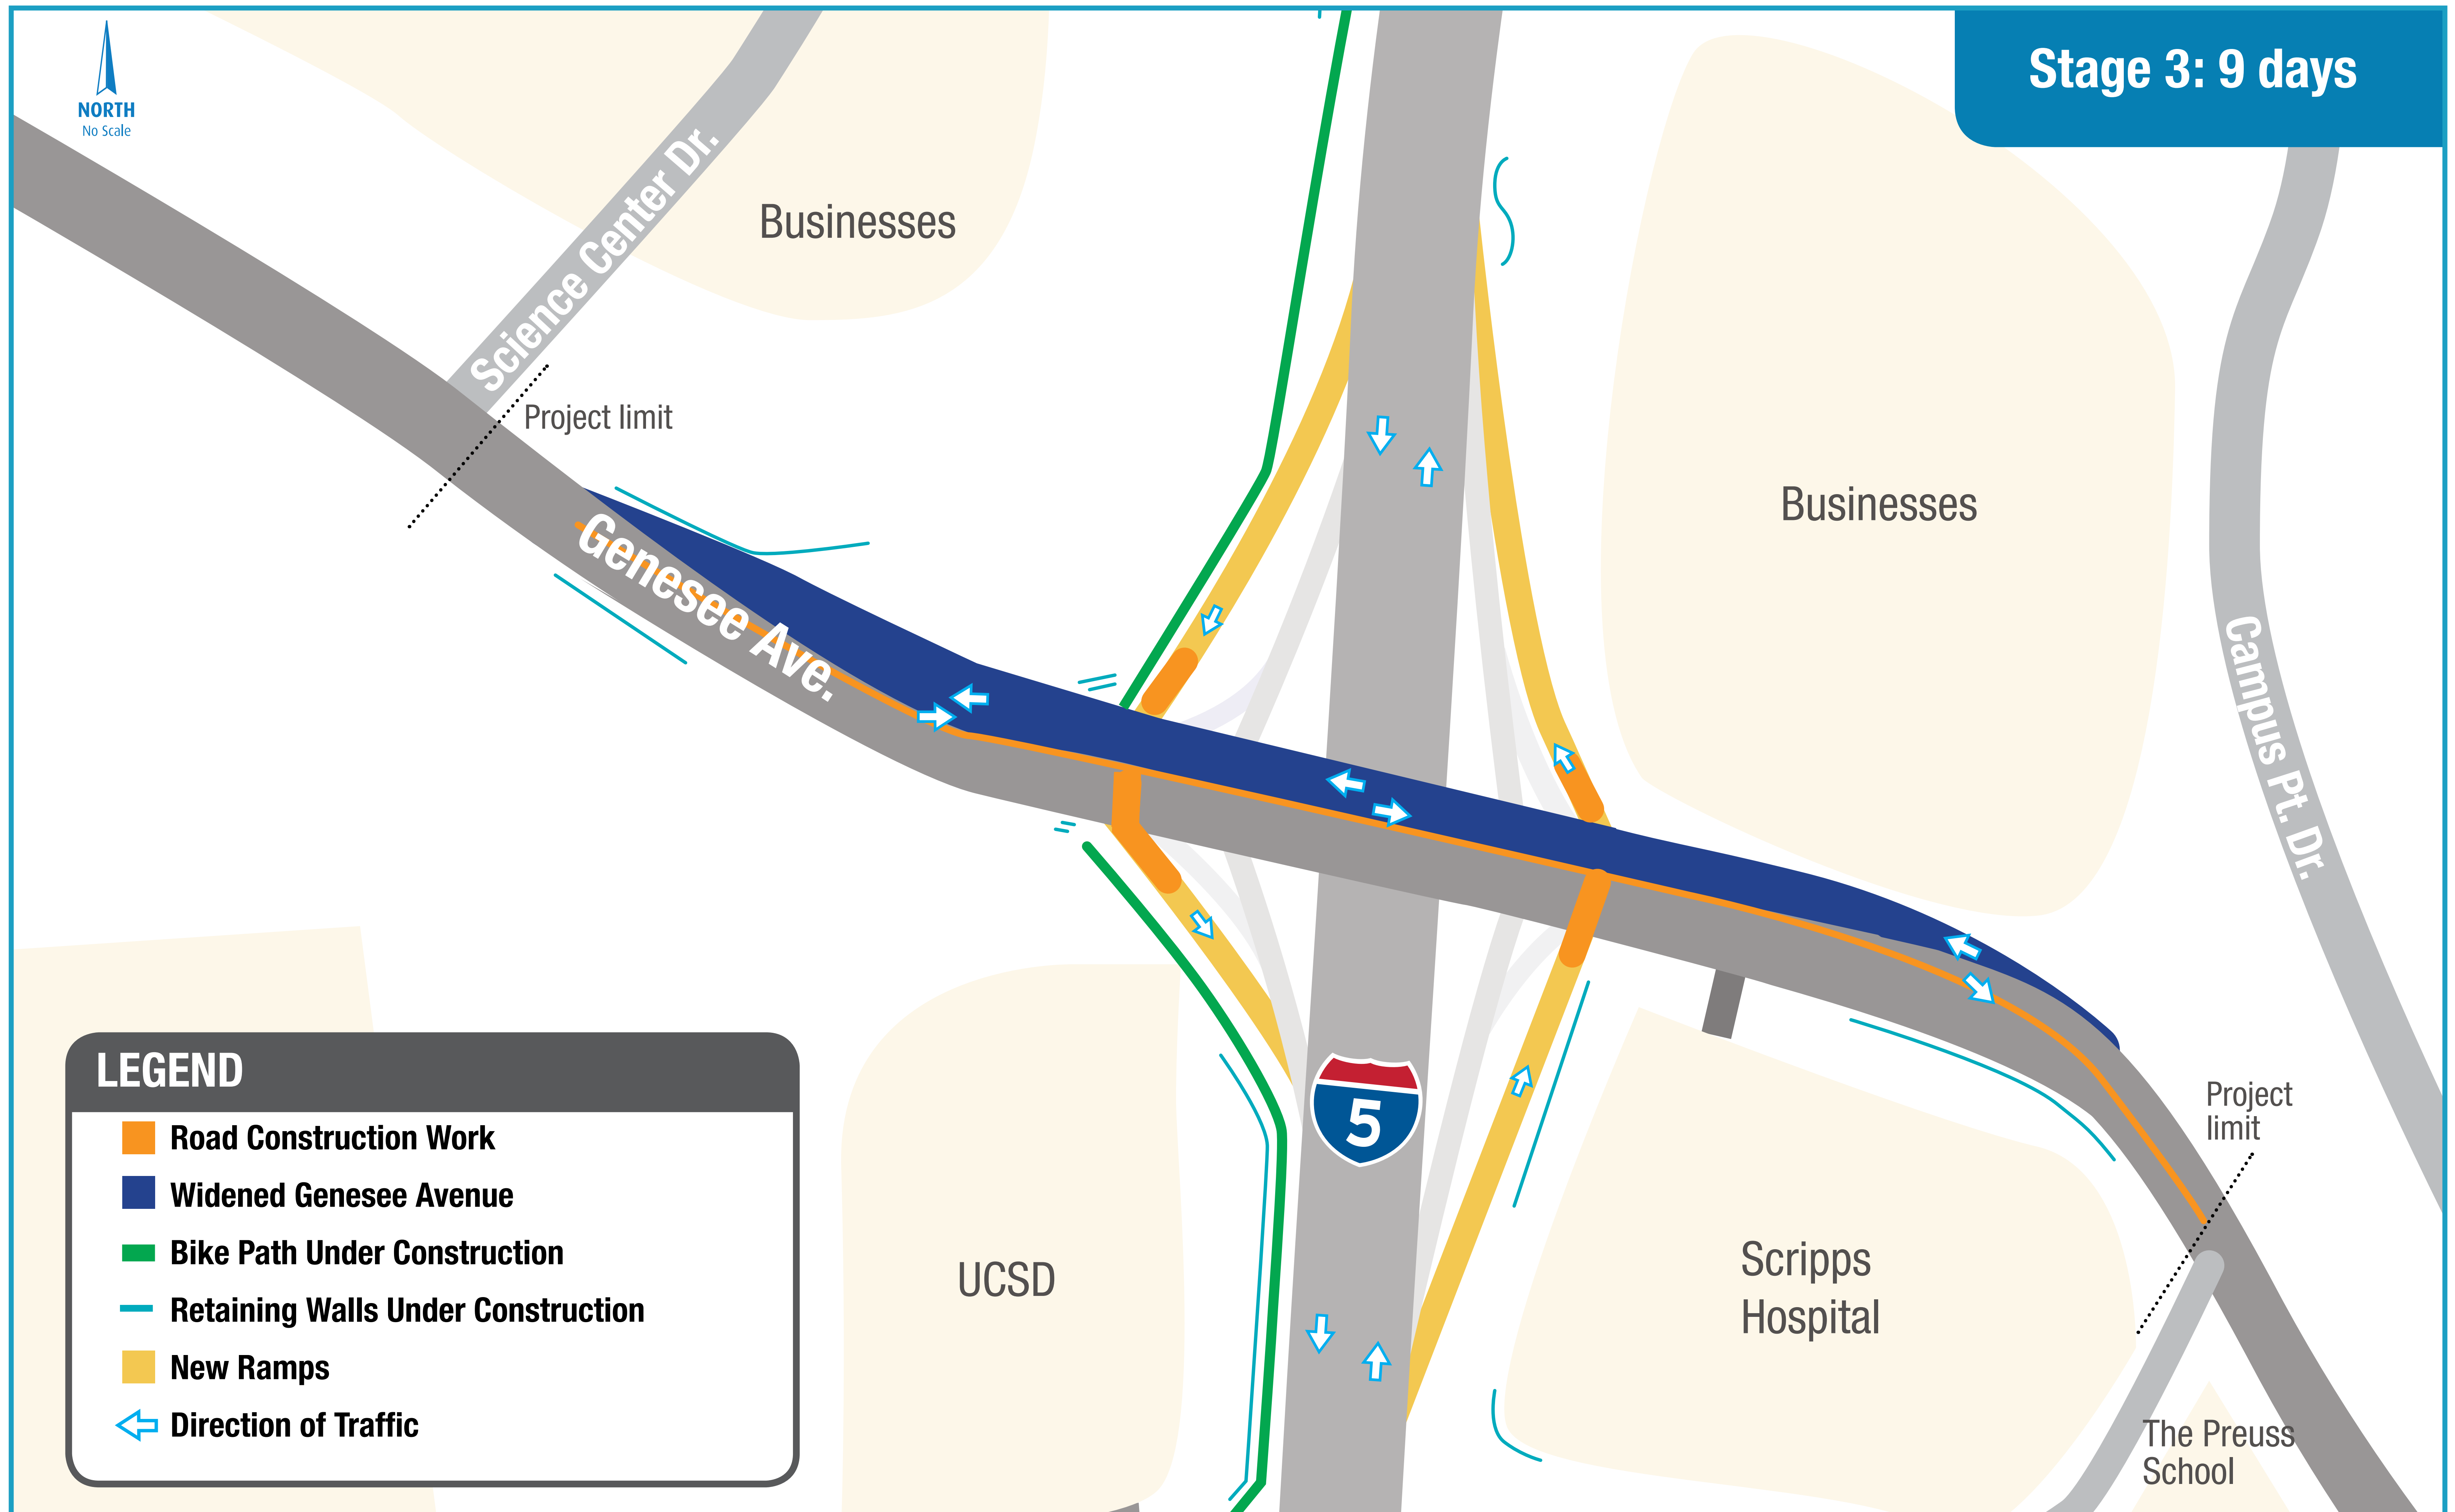 NORTH
No Scale
Stage 3: 9 days
Science Center Dr.
Businesses
Project limit
Businesses
Genesee Ave.
Campus Pt. Dr.
5
Project
limit
UCSD
Scripps
Hospital
The Preuss
School
LEGEND
Road Construction Work
Widened Genesee Avenue
Bike Path Under Construction
Retaining Walls Under Construction
New Ramps
Direction of Traffic